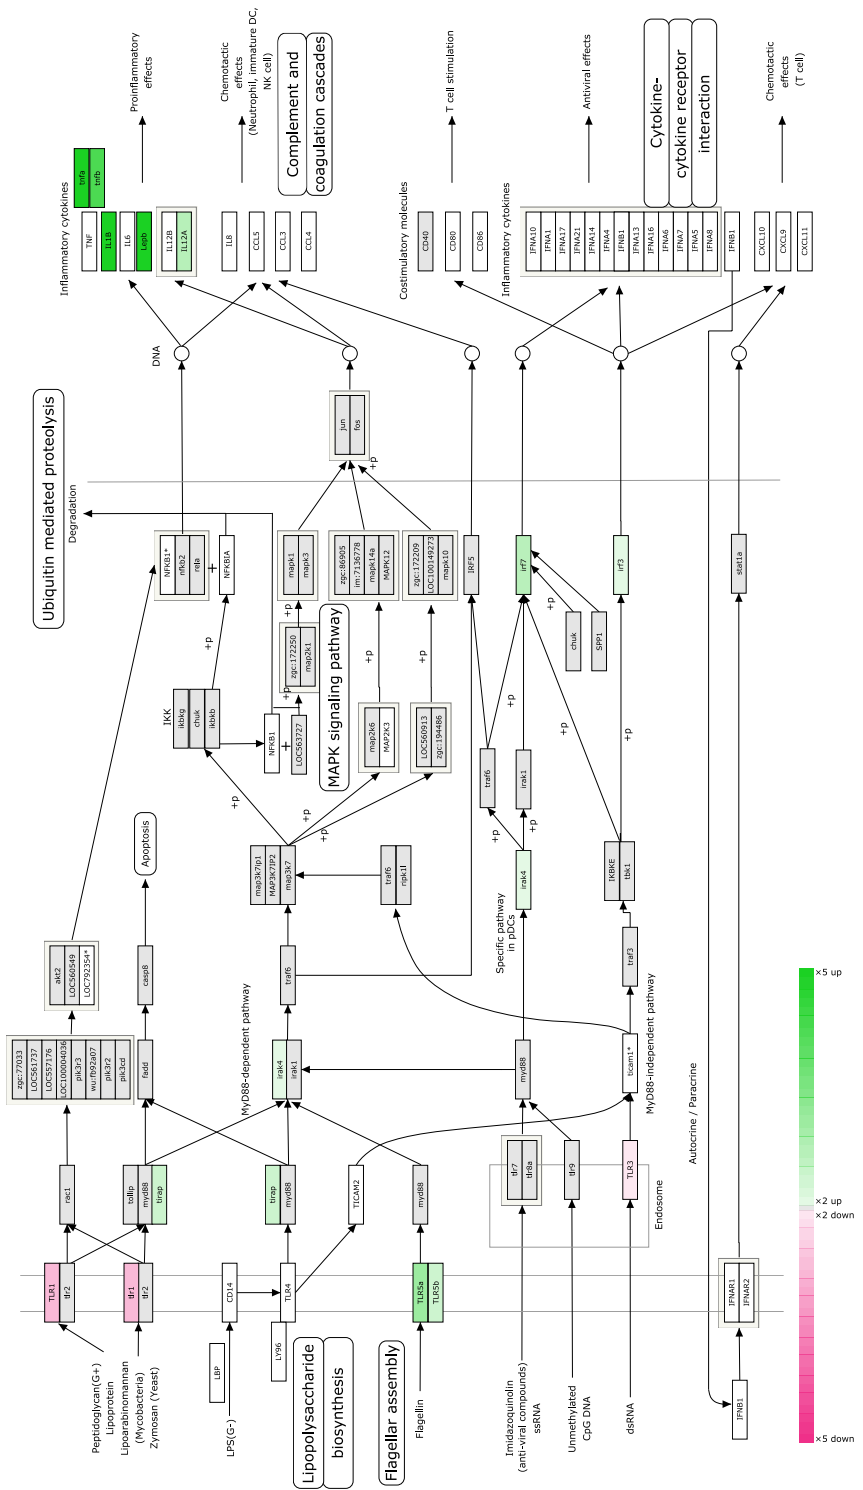 Peptidoglycan(G+)
Lipoprotein
Lipoarabinomannan
(Mycobacteria)
Zymosan (Yeast)
LBP
LPS(G-)
LY96
Lipopolysaccharide
biosynthesis
Flagellar assembly
Flagellin
Imidazoquinolin
(anti-viral compounds)
ssRNA
Unmethylated
CpG DNA
dsRNA
IFNB1
TLR1
tlr2
tlr1
tlr2
CD14
TLR4
TLR5a
TLR5b
IFNAR1
IFNAR2
rac1
tollip
myd88
tirap
tirap
myd88
TICAM2
myd88
tlr7
tlr8a
tlr9
TLR3
Endosome
Autocrine / Paracrine
zgc:77033
LOC561737
LOC557176
LOC100004036
pik3r3
wu:fb92a07
pik3r2
pik3cd
fadd
MyD88-dependent pathway
irak4
irak1
myd88
ticam1*
MyD88-independent pathway
akt2
LOC560549
LOC792354*
casp8
Apoptosis
traf6
traf3
Specific pathway
in pDCs
irak4
map3k7ip1
MAP3K7IP2
map3k7
traf6
ripk1l
IKBKE
tbk1
+p
+p
+p
+p
+p
traf6
irak1
IKK
ikbkg
chuk
ikbkb
NFKB1
+
LOC563727
+p
zgc:172250
map2k1
MAPK signaling pathway
map2k6
MAP2K3
LOC560913
zgc:194486
+p
+p
+p
+p
+p
+p
+p
+p
chuk
SPP1
Ubiquitin mediated proteolysis
Degradation
NFKB1*
nfkb2
rela
+
NFKBIA
mapk1
mapk3
zgc:86905
im:7136778
mapk14a
MAPK12
zgc:172209
LOC100149273
mapk10
IRF5
irf7
irf3
stat1a
+p
jun
fos
DNA
Inflammatory cytokines
tnfa
tnfb
TNF
IL1B
IL6
Lepb
IL12B
IL12A
IL8
CCL5
CCL3
CCL4
Costimulatory molecules
CD40
CD80
CD86
Inflammatory cytokines
IFNA10
IFNA1
IFNA17
IFNA21
IFNA14
IFNA4
IFNB1
IFNA13
IFNA16
IFNA6
IFNA7
IFNA5
IFNA8
IFNB1
CXCL10
CXCL9
CXCL11
Proinflammatory
effects
Chemotactic
effects
(Neutrophil, immature DC,
NK cell)
Complement and
coagulation cascades
T cell stimulation
Antiviral effects
Cytokine-
cytokine receptor
interaction
Chemotactic
effects
(T cell)
×5 up
×2 up
×2 down
×5 down